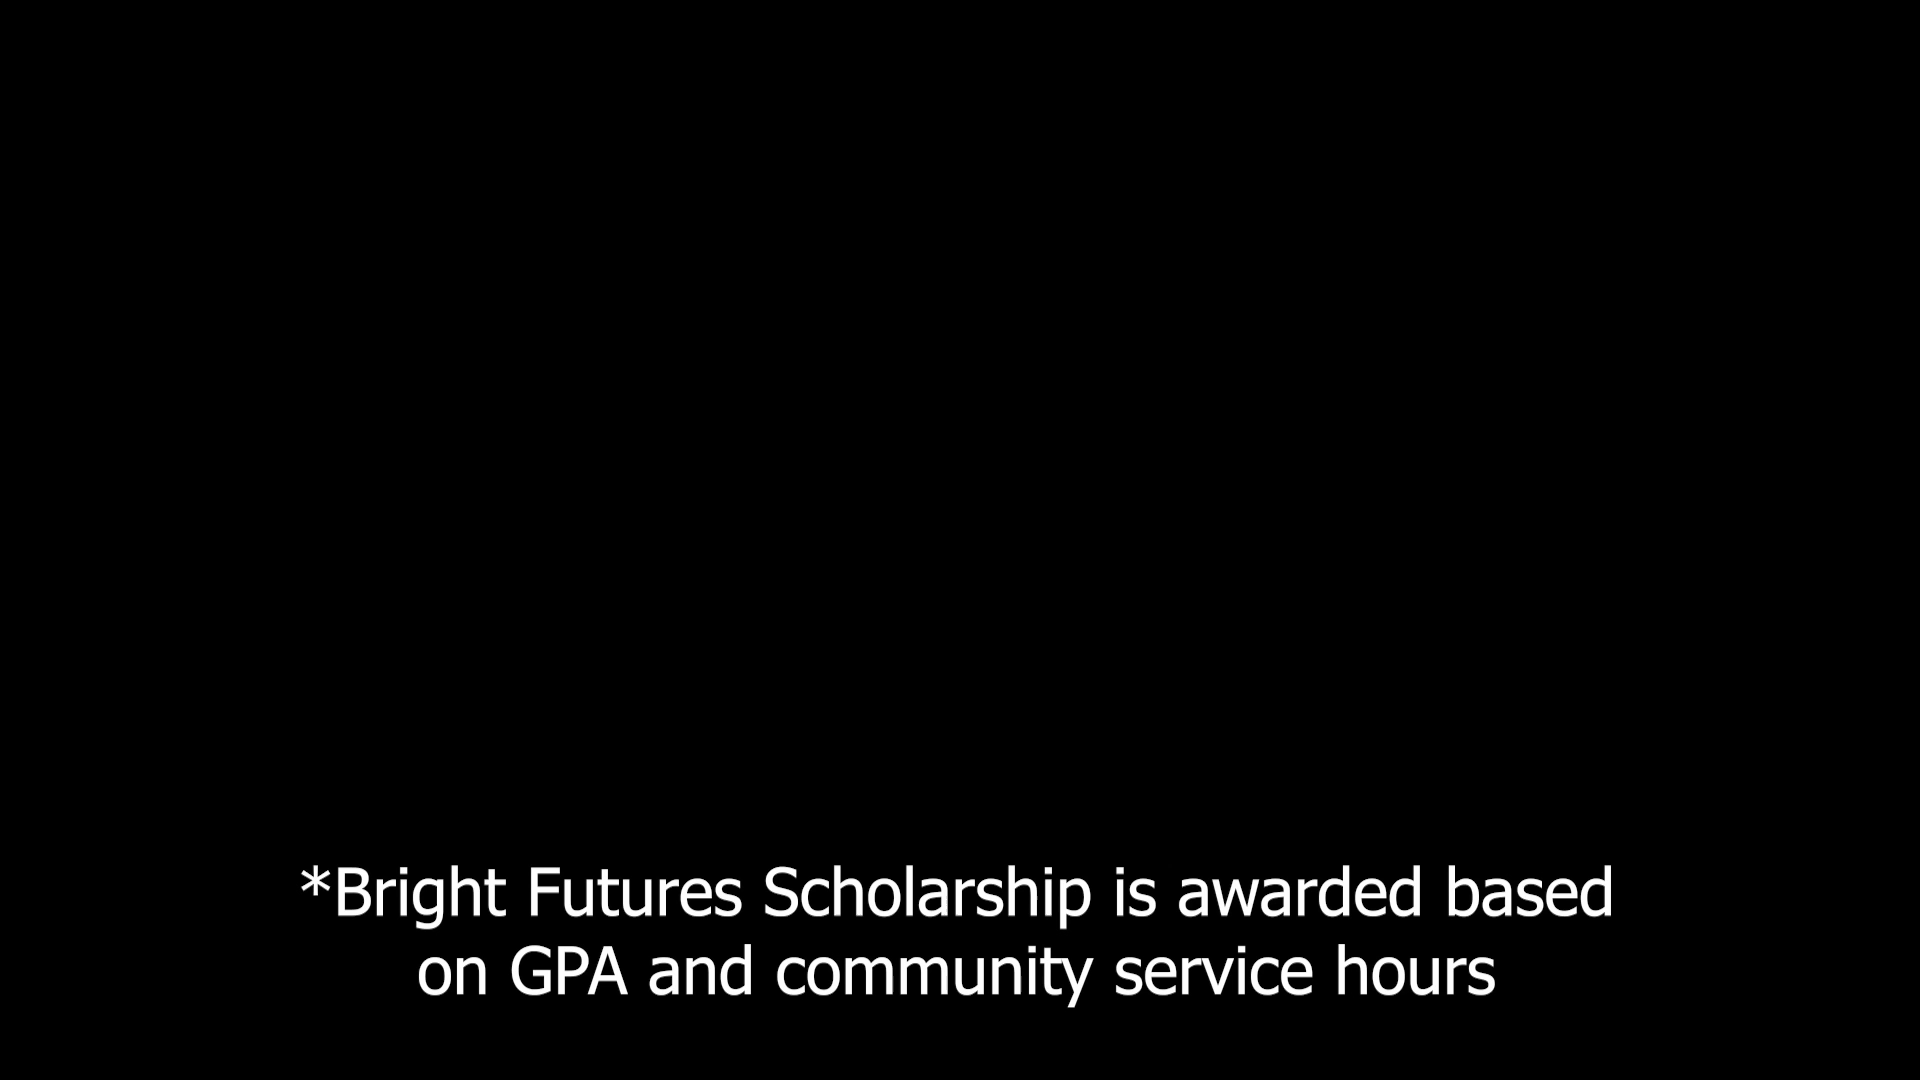 *Bright Futures Scholarship is awarded based
on GPA and community service hours